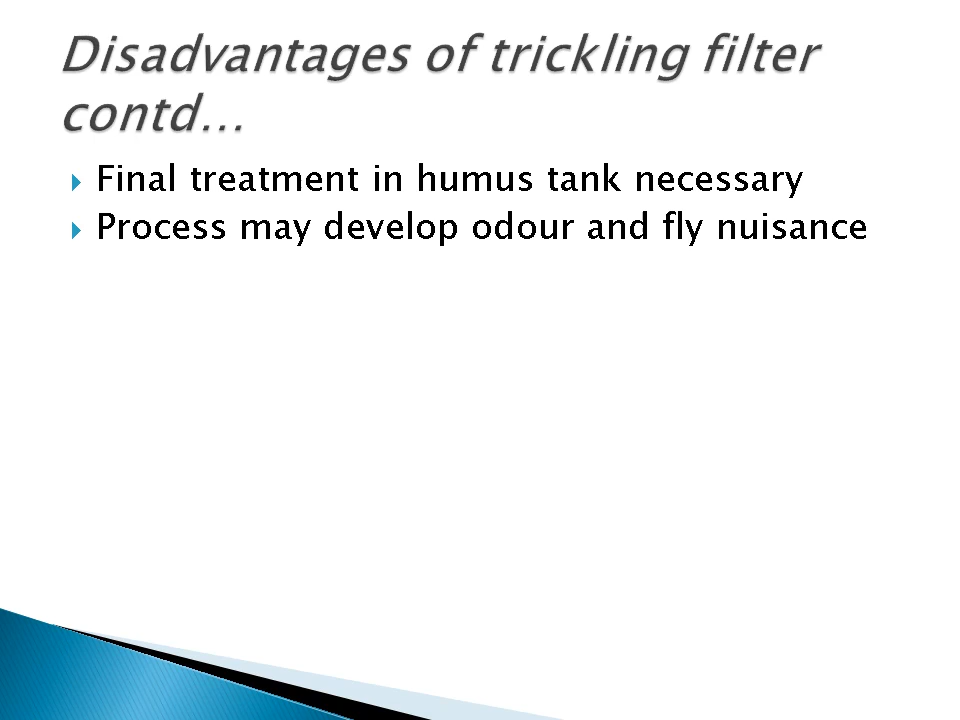 Disadvantages of trickling filter
contd…
Final treatment in humus tank necessary
Process may develop odour and fly nuisance